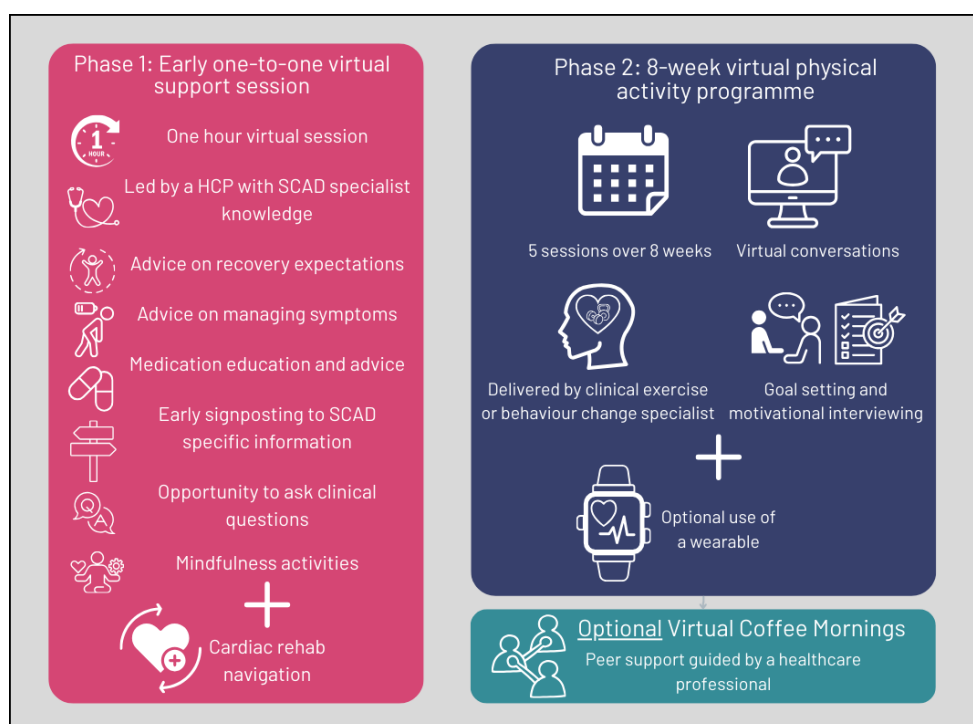 Phase 1: Early one-to-one virtual
support session
1
HOUR
One hour virtual session
Led by a HCP with SCAD specialist
knowledge
Advice on recovery expectations
Advice on managing symptoms
Medication education and advice
Early signposting to SCAD
specific information
Q
A
Opportunity to ask clinical
questions
Mindfulness activities
Cardiac rehab
navigation
Phase 2: 8-week virtual physical
activity programme
5 sessions over 8 weeks
Virtual conversations
Delivered by clinical exercise
or behaviour change specialist
Goal setting and
motivational interviewing
Optional use of
a wearable
Optional Virtual Coffee Mornings
Peer support guided by a healthcare
professional